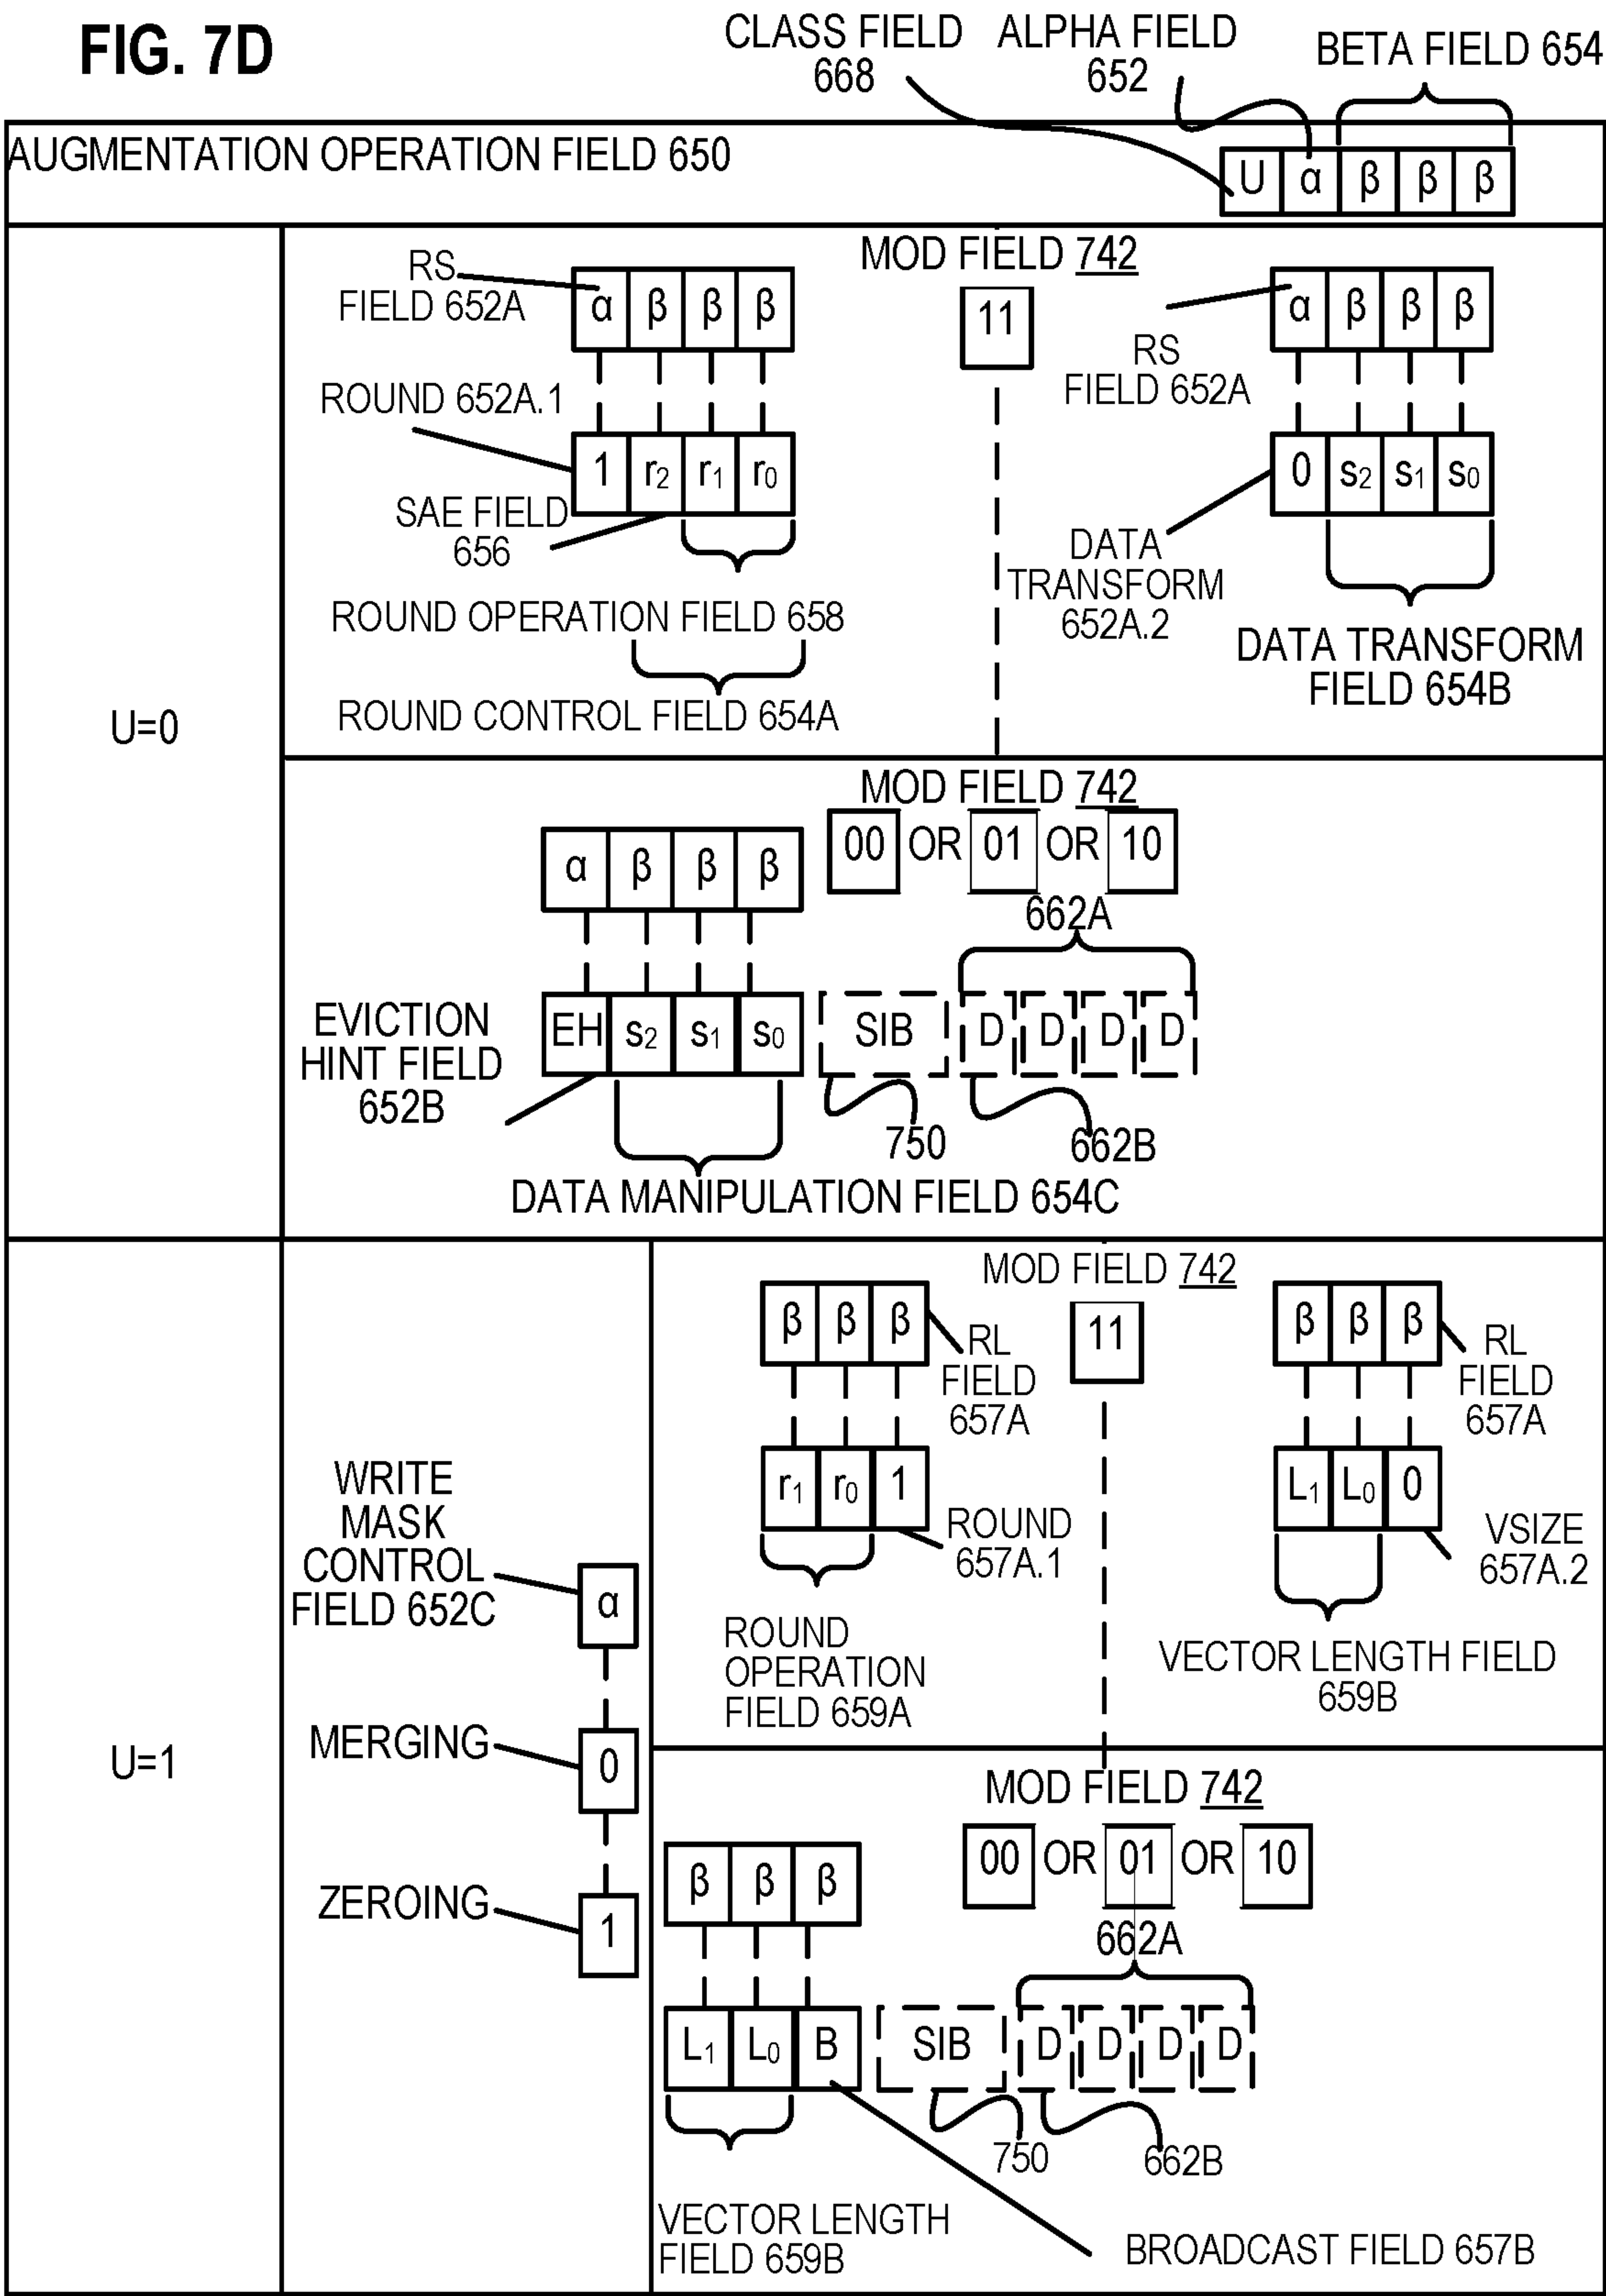 FIG. 7D
CLASS FIELD
668
ALPHA FIELD
652
BETA FIELD 654
AUGMENTATION OPERATION FIELD 650
U α β β β
U=0
MOD FIELD 742
11
RS
FIELD 652A
α β β β
ROUND 652A.1
1 r₂ r₁ r₀
SAE FIELD
656
ROUND OPERATION FIELD 658
ROUND CONTROL FIELD 654A
α β β β
RS
FIELD 652A
0 s₂ s₁ s₀
DATA
TRANSFORM
652A.2
DATA TRANSFORM
FIELD 654B
MOD FIELD 742
00 OR 01 OR 10
α β β β
662A
EVICTION
HINT FIELD
652B
EH s₂ s₁ s₀ SIB D D D D
750
662B
DATA MANIPULATION FIELD 654C
U=1
WRITE
MASK
CONTROL
FIELD 652C
α
MERGING
0
ZEROING
1
MOD FIELD 742
11
β β β
RL
FIELD
657A
r₁ r₀ 1
ROUND
657A.1
ROUND
OPERATION
FIELD 659A
β β β
RL
FIELD
657A
L₁ L₀ 0
VSIZE
657A.2
VECTOR LENGTH FIELD
659B
MOD FIELD 742
00 OR 01 OR 10
β β β
662A
L₁ L₀ B SIB D D D D
750
662B
VECTOR LENGTH
FIELD 659B
BROADCAST FIELD 657B